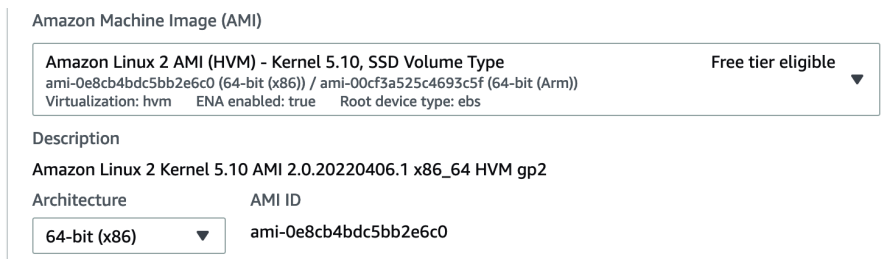 Amazon Machine Image (AMI)
Amazon Linux 2 AMI (HVM) - Kernel 5.10, SSD Volume Type Free tier eligible
ami-0e8cb4bdc5bb2e6c0 (64-bit (x86)) / ami-00cf3a525c4693c5f (64-bit (Arm))
Virtualization: hvm ENA enabled: true Root device type: ebs
Description
Amazon Linux 2 Kernel 5.10 AMI 2.0.20220406.1 x86_64 HVM gp2
Architecture AMI ID
64-bit (x86) ami-0e8cb4bdc5bb2e6c0